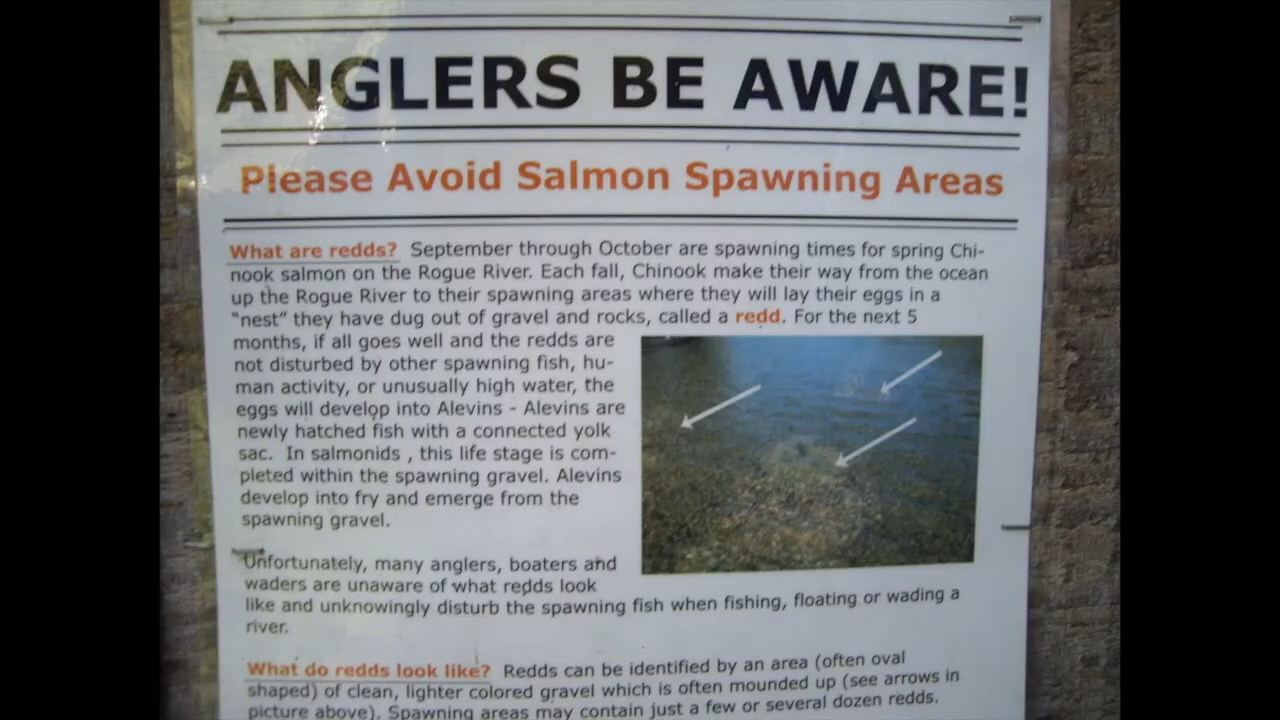 ANGLERS BE AWARE!
Please Avoid Salmon Spawning Areas
What are redds? September through October are spawning times for spring Chi-
nook salmon on the Rogue River. Each fall, Chinook make their way from the ocean
up the Rogue River to their spawning areas where they will lay their eggs in a
“nest” they have dug out of gravel and rocks, called a redd. For the next 5
months, if all goes well and the redds are
not disturbed by other spawning fish, hu-
man activity, or unusually high water, the
eggs will develop into Alevins - Alevins are
newly hatched fish with a connected yolk
sac. In salmonids , this life stage is com-
pleted within the spawning gravel. Alevins
develop into fry and emerge from the
spawning gravel.
Unfortunately, many anglers, boaters and
waders are unaware of what redds look
like and unknowingly disturb the spawning fish when fishing, floating or wading a
river.
What do redds look like? Redds can be identified by an area (often oval
shaped) of clean, lighter colored gravel which is often mounded up (see arrows in
picture above). Spawning areas may contain just a few or several dozen redds.